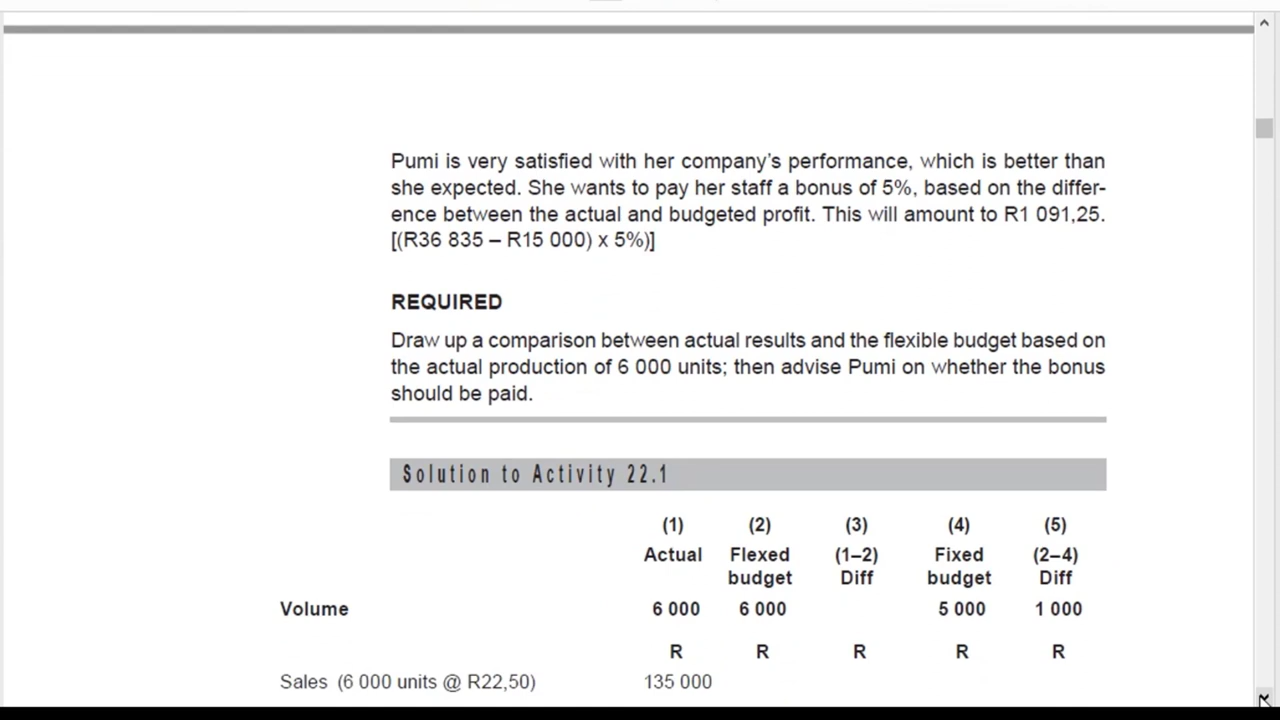 Pumi is very satisfied with her company's performance, which is better than
she expected. She wants to pay her staff a bonus of 5%, based on the differ-
ence between the actual and budgeted profit. This will amount to R1 091,25.
[(R36 835 – R15 000) x 5%)]
REQUIRED
Draw up a comparison between actual results and the flexible budget based on
the actual production of 6 000 units; then advise Pumi on whether the bonus
should be paid.
Solution to Activity 22.1
(1) (2) (3) (4) (5)
Actual Flexed (1–2) Fixed (2–4)
budget Diff budget Diff
Volume 6 000 6 000 5 000 1 000
R R R R R
Sales (6 000 units @ R22,50) 135 000